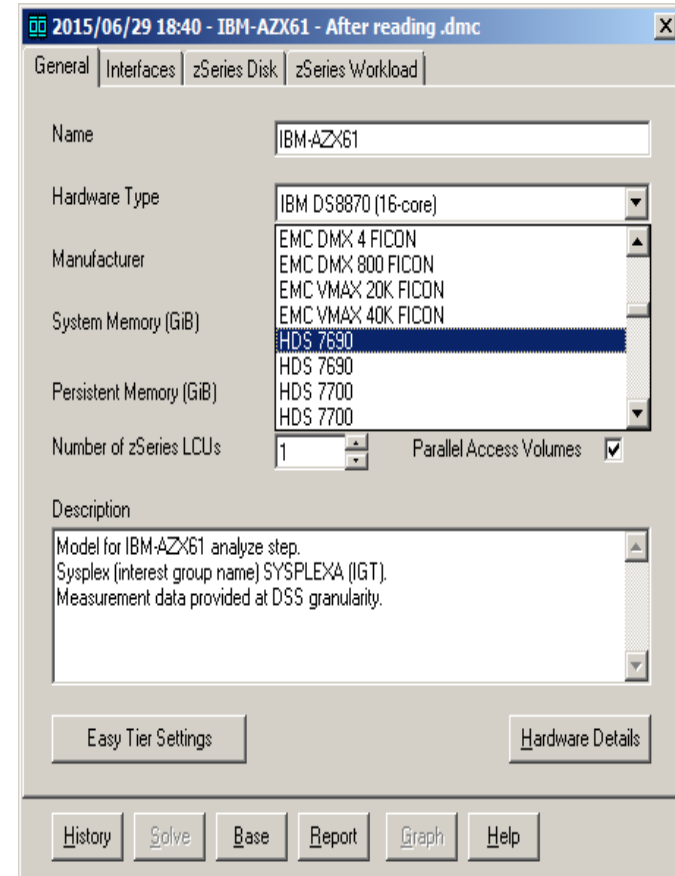 2015/06/29 18:40 - IBM-AZX61 - After reading .dmc
General Interfaces zSeries Disk zSeries Workload
Name IBM-AZX61
Hardware Type IBM DS8870 (16-core)
EMC DMX 4 FICON
Manufacturer EMC DMX 800 FICON
EMC VMAX 20K FICON
System Memory (GiB) EMC VMAX 40K FICON
HDS 7690
HDS 7690
Persistent Memory (GiB) HDS 7700
HDS 7700
Number of zSeries LCUs 1 Parallel Access Volumes
Description
Model for IBM-AZX61 analyze step.
Sysplex (interest group name) SYSPLEXA (IGT).
Measurement data provided at DSS granularity.
Easy Tier Settings Hardware Details
History Solve Base Report Graph Help